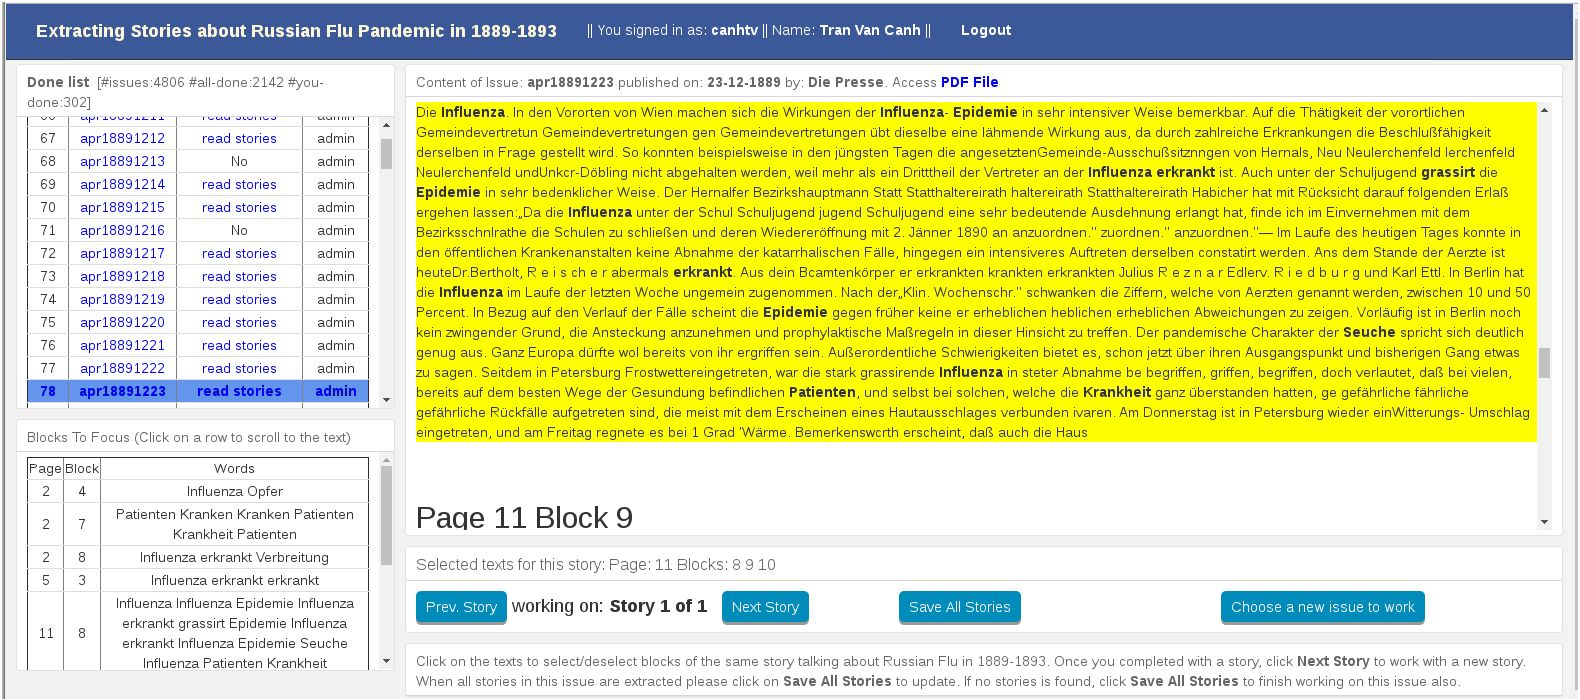 Extracting Stories about Russian Flu Pandemic in 1889-1893 || You signed in as: canhtv || Name: Tran Van Canh || Logout
Done list [#issues:4806 #all-done:2142 #you-
done:302]
66 apr18891211 read stories admin
67 apr18891212 read stories admin
68 apr18891213 No admin
69 apr18891214 read stories admin
70 apr18891215 read stories admin
71 apr18891216 No admin
72 apr18891217 read stories admin
73 apr18891218 read stories admin
74 apr18891219 read stories admin
75 apr18891220 read stories admin
76 apr18891221 read stories admin
77 apr18891222 read stories admin
78 apr18891223 read stories admin
Blocks To Focus (Click on a row to scroll to the text)
Page Block Words
2 4 Influenza Opfer
2 7 Patienten Kranken Kranken Patienten
Krankheit Patienten
2 8 Influenza erkrankt Verbreitung
5 3 Influenza erkrankt erkrankt
11 8 Influenza Influenza Epidemie Influenza
erkrankt grassirt Epidemie Influenza
erkrankt Influenza Epidemie Seuche
Influenza Patienten Krankheit
Content of Issue: apr18891223 published on: 23-12-1889 by: Die Presse. Access PDF File
Die Influenza. In den Vororten von Wien machen sich die Wirkungen der Influenza- Epidemie in sehr intensiver Weise bemerkbar. Auf die Thätigkeit der vorortlichen
Gemeindevertretun Gemeindevertretungen gen Gemeindevertretungen übt dieselbe eine lähmende Wirkung aus, da durch zahlreiche Erkrankungen die Beschlußfähigkeit
derselben in Frage gestellt wird. So konnten beispielsweise in den jüngsten Tagen die angesetztenGemeinde-Ausschußsitznngen von Hernals, Neu Neulerchenfeld lerchenfeld
Neulerchenfeld undUnkcr-Döbling nicht abgehalten werden, weil mehr als ein Dritttheil der Vertreter an der Influenza erkrankt ist. Auch unter der Schuljugend grassirt die
Epidemie in sehr bedenklicher Weise. Der Hernalfer Bezirkshauptmann Statt Statthaltereirath haltereirath Statthaltereirath Habicher hat mit Rücksicht darauf folgenden Erlaß
ergehen lassen:„Da die Influenza unter der Schul Schuljugend jugend Schuljugend eine sehr bedeutende Ausdehnung erlangt hat, finde ich im Einvernehmen mit dem
Bezirksschnlrathe die Schulen zu schließen und deren Wiedereröffnung mit 2. Jänner 1890 an anzuordnen." zuordnen." anzuordnen."— Im Laufe des heutigen Tages konnte in
den öffentlichen Krankenanstalten keine Abnahme der katarrhalischen Fälle, hingegen ein intensiveres Auftreten derselben constatirt werden. Ans dem Stande der Aerzte ist
heuteDr.Bertholt, R e i s ch e r abermals erkrankt. Aus dein Bcamtenkörper er erkrankten krankten erkrankten Julius R e z n a r Edlerv. R i e d b u r g und Karl Ettl. In Berlin hat
die Influenza im Laufe der letzten Woche ungemein zugenommen. Nach der„Klin. Wochenschr." schwanken die Ziffern, welche von Aerzten genannt werden, zwischen 10 und 50
Percent. In Bezug auf den Verlauf der Fälle scheint die Epidemie gegen früher keine er erheblichen heblichen erheblichen Abweichungen zu zeigen. Vorläufig ist in Berlin noch
kein zwingender Grund, die Ansteckung anzunehmen und prophylaktische Maßregeln in dieser Hinsicht zu treffen. Der pandemische Charakter der Seuche spricht sich deutlich
genug aus. Ganz Europa dürfte wol bereits von ihr ergriffen sein. Außerordentliche Schwierigkeiten bietet es, schon jetzt über ihren Ausgangspunkt und bisherigen Gang etwas
zu sagen. Seitdem in Petersburg Frostwettereingetreten, war die stark grassirende Influenza in steter Abnahme be begriffen, griffen, begriffen, doch verlautet, daß bei vielen,
bereits auf dem besten Wege der Gesundung befindlichen Patienten, und selbst bei solchen, welche die Krankheit ganz überstanden hatten, ge gefährliche fährliche
gefährliche Rückfälle aufgetreten sind, die meist mit dem Erscheinen eines Hautausschlages verbunden ivaren. Am Donnerstag ist in Petersburg wieder einWitterungs- Umschlag
eingetreten, und am Freitag regnete es bei 1 Grad 'Wärme. Bemerkenswcrth erscheint, daß auch die Haus
Page 11 Block 9
Selected texts for this story: Page: 11 Blocks: 8 9 10
Prev. Story working on: Story 1 of 1 Next Story Save All Stories Choose a new issue to work
Click on the texts to select/deselect blocks of the same story talking about Russian Flu in 1889-1893. Once you completed with a story, click Next Story to work with a new story.
When all stories in this issue are extracted please click on Save All Stories to update. If no stories is found, click Save All Stories to finish working on this issue also.